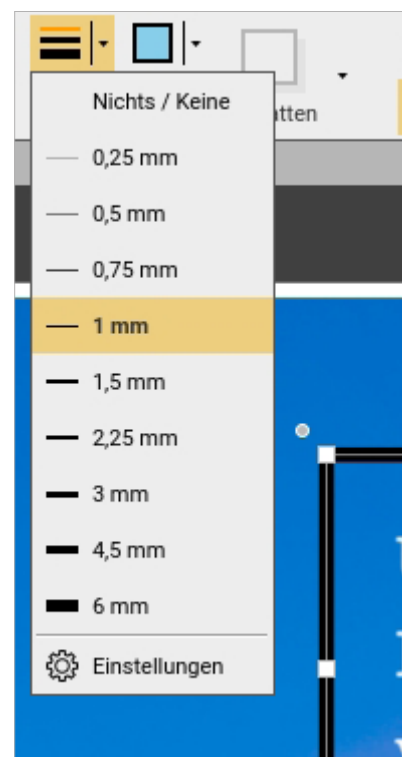 Nichts / Keine
atten
0,25 mm
0,5 mm
0,75 mm
1 mm
1,5 mm
2,25 mm
3 mm
4,5 mm
6 mm
Einstellungen